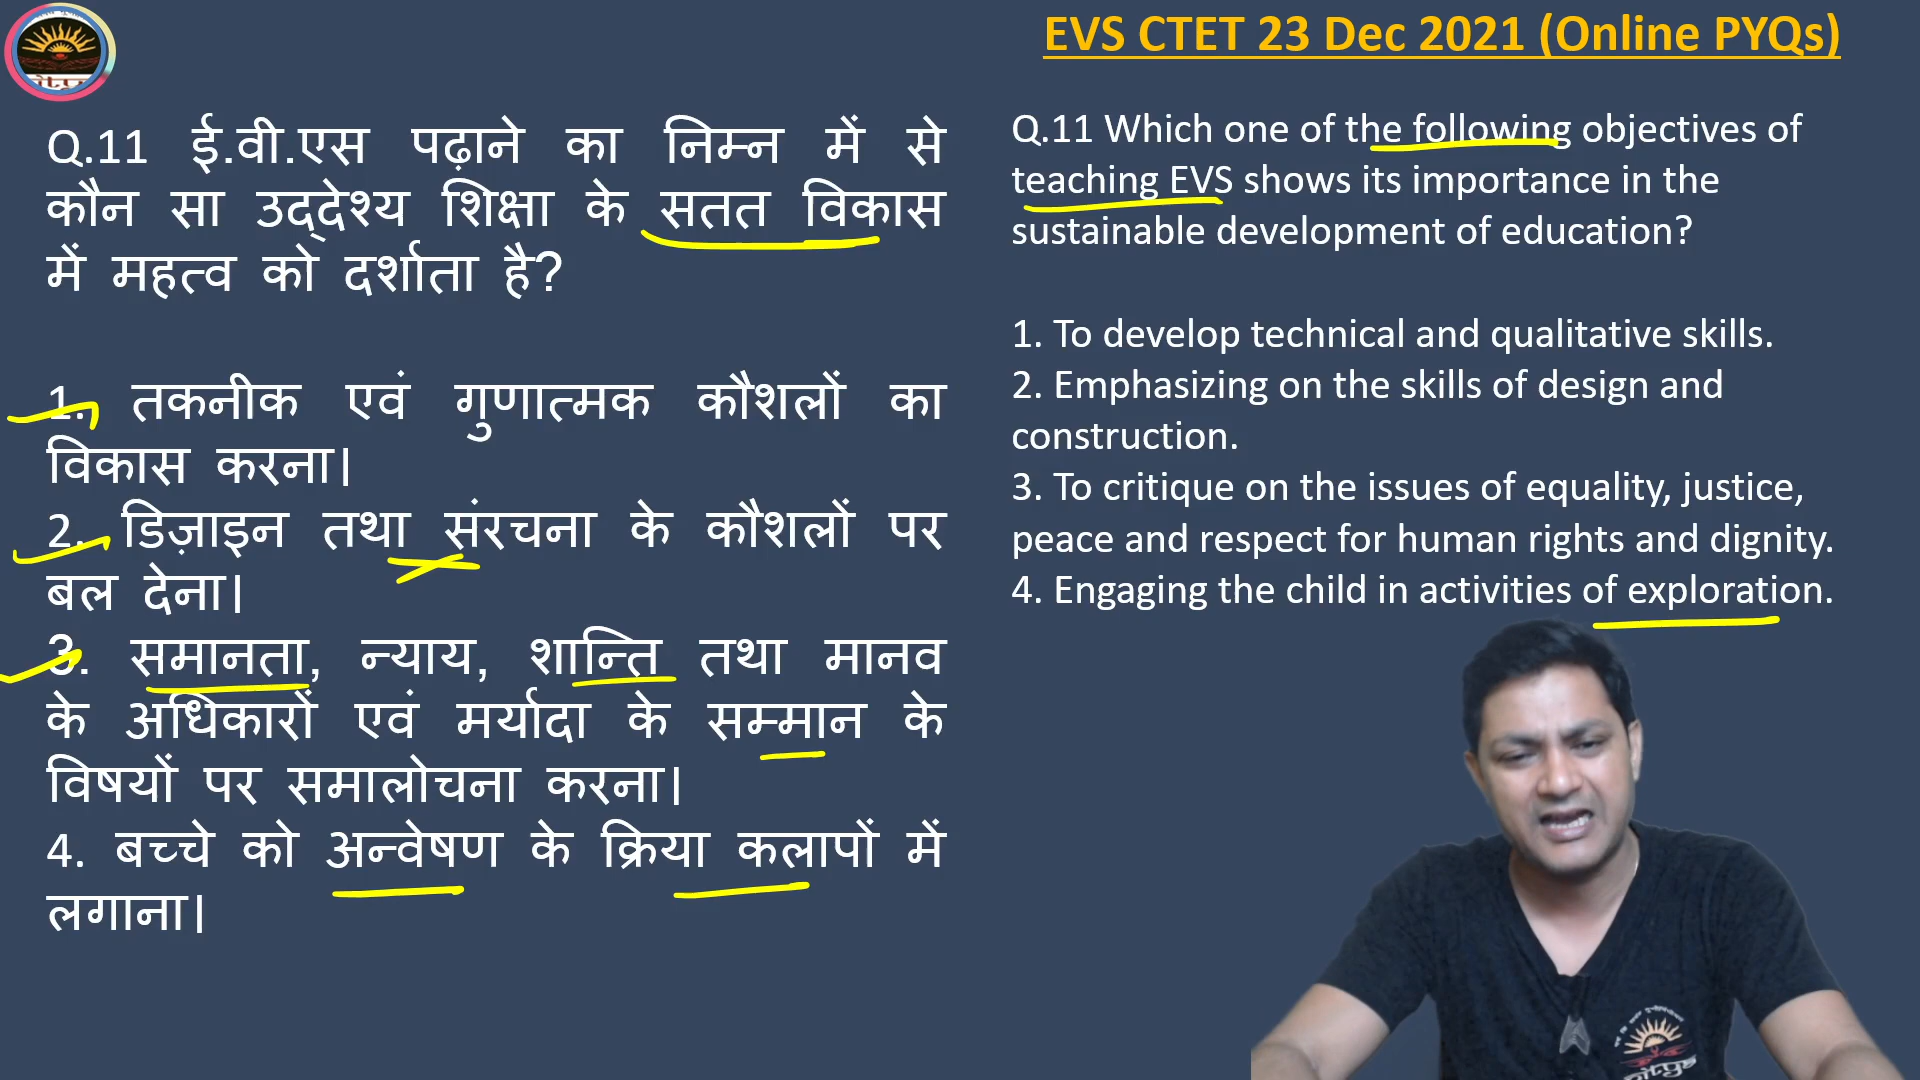 EVS CTET 23 Dec 2021 (Online PYQs)
Q.11 ई.वी.एस पढ़ाने का निम्न में से
कौन सा उद्देश्य शिक्षा के सतत विकास
में महत्व को दर्शाता है?
1. तकनीक एवं गुणात्मक कौशलों का
विकास करना।
2. डिज़ाइन तथा संरचना के कौशलों पर
बल देना।
3. समानता, न्याय, शान्ति तथा मानव
के अधिकारों एवं मर्यादा के सम्मान के
विषयों पर समालोचना करना।
4. बच्चे को अन्वेषण के क्रिया कलापों में
लगाना।
Q.11 Which one of the following objectives of
teaching EVS shows its importance in the
sustainable development of education?
1. To develop technical and qualitative skills.
2. Emphasizing on the skills of design and
construction.
3. To critique on the issues of equality, justice,
peace and respect for human rights and dignity.
4. Engaging the child in activities of exploration.